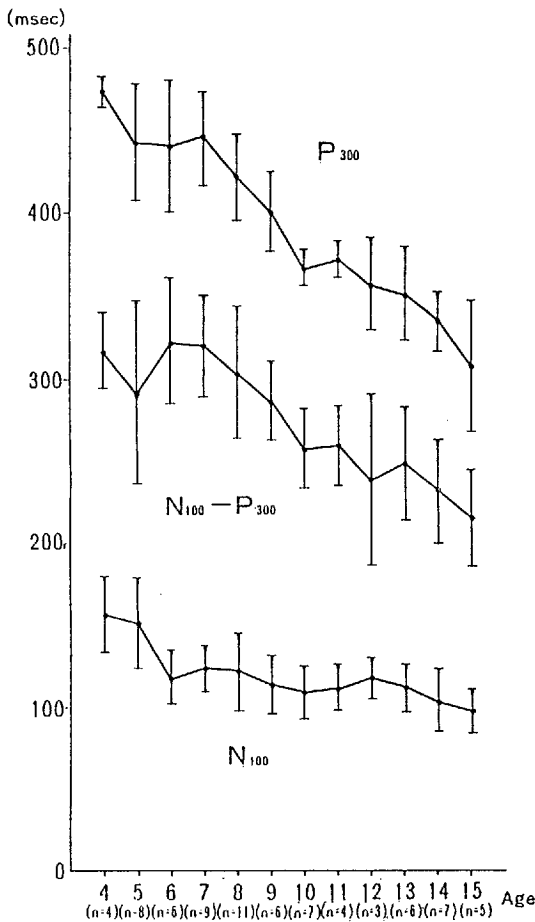 (msec)
500
P300
400
300
N100−P300
200
100
N100
0
4 5 6 7 8 9 10 11 12 13 14 15 Age
(n=4)(n=8)(n=6)(n=9)(n=11)(n=6)(n=7)(n=4)(n=3)(n=6)(n=7)(n=5)